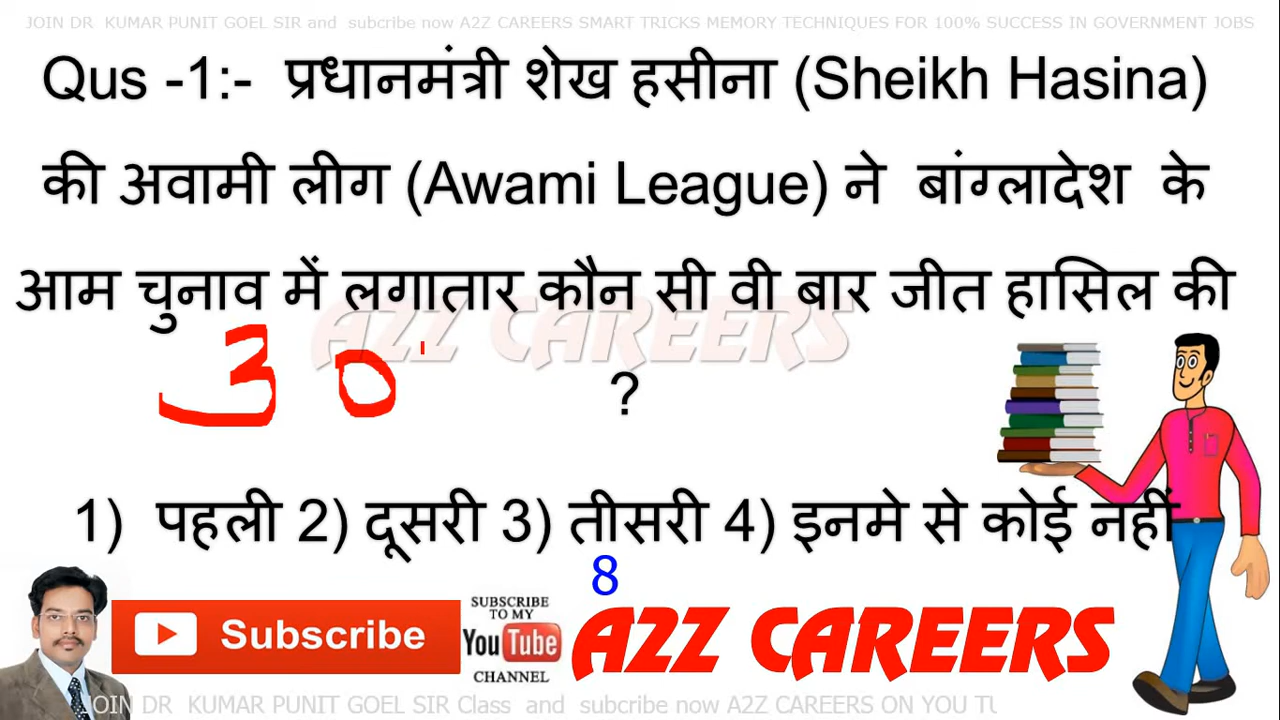 JOIN DR KUMAR PUNIT GOEL SIR and subcribe now A2Z CAREERS SMART TRICKS MEMORY TECHNIQUES FOR 100% SUCCESS IN GOVERNMENT JOBS
Qus -1:- प्रधानमंत्री शेख हसीना (Sheikh Hasina)
की अवामी लीग (Awami League) ने बांग्लादेश के
आम चुनाव में लगातार कौन सी वी बार जीत हासिल की
A2Z CAREERS
30'
?
1) पहली 2) दूसरी 3) तीसरी 4) इनमे से कोई नहीं
8
Subscribe
SUBSCRIBE
TO MY
YouTube
CHANNEL
A2Z CAREERS
JOIN DR KUMAR PUNIT GOEL SIR Class and subcribe now A2Z CAREERS ON YOU TU